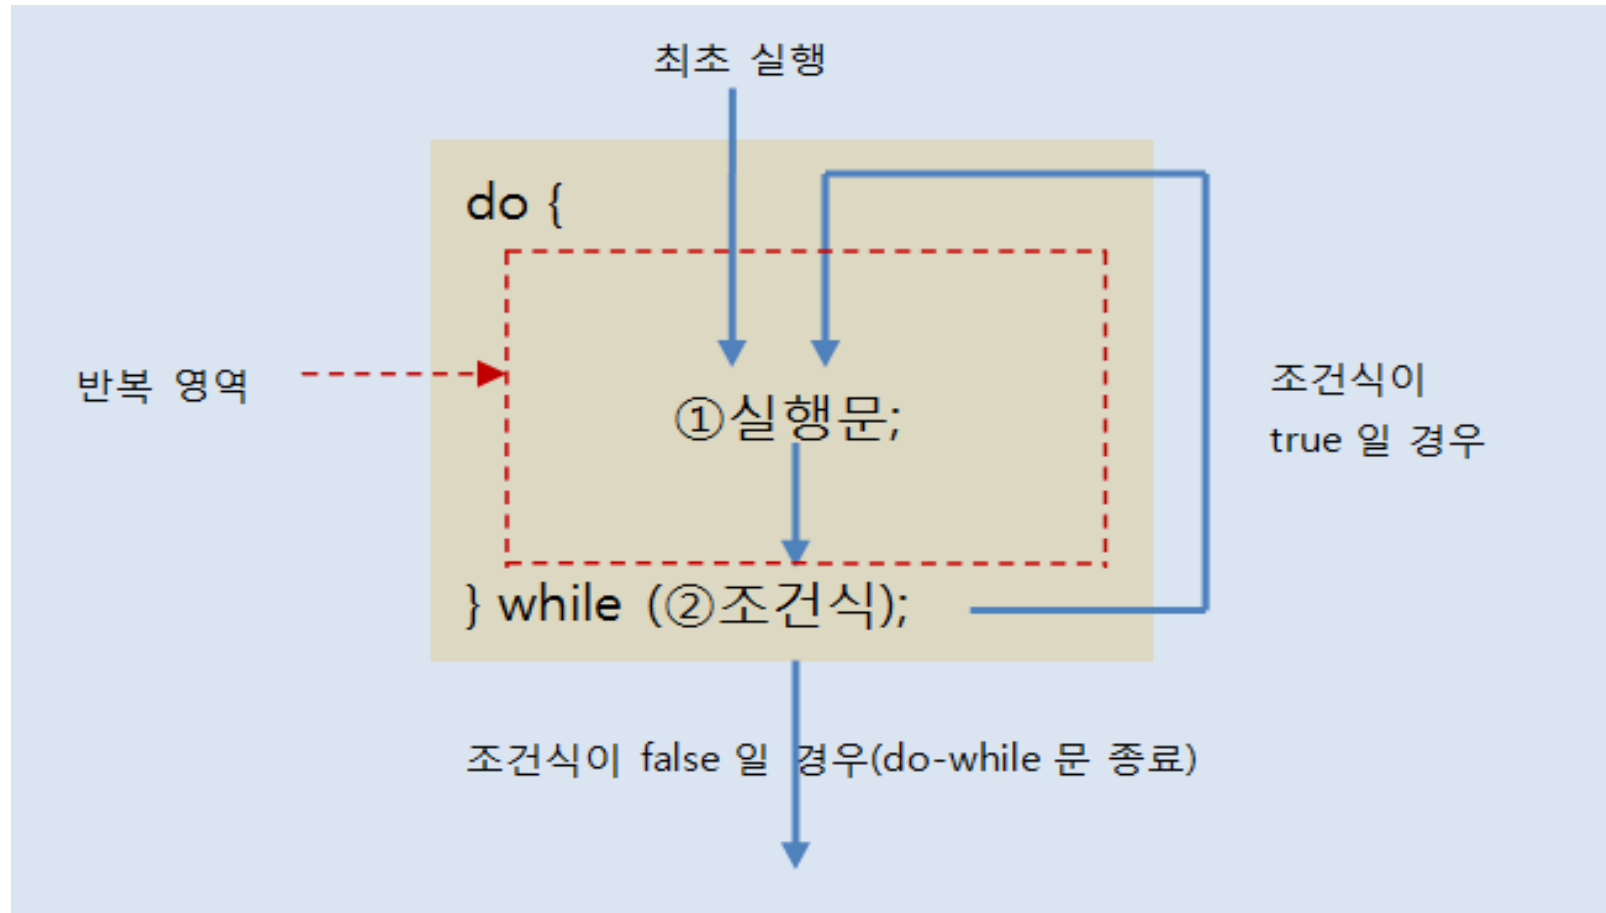 최초 실행
do {
반복 영역
①실행문;
조건식이
true 일 경우
} while (②조건식);
조건식이 false 일 경우(do-while 문 종료)